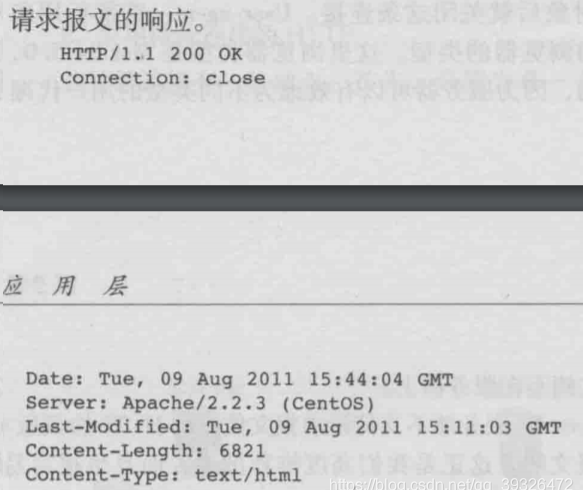 请求报文的响应。
HTTP/1.1 200 OK
Connection: close
应 用 层
Date: Tue, 09 Aug 2011 15:44:04 GMT
Server: Apache/2.2.3 (CentOS)
Last-Modified: Tue, 09 Aug 2011 15:11:03 GMT
Content-Length: 6821
Content-Type: text/html
https://blog.csdn.net/qq_39326472